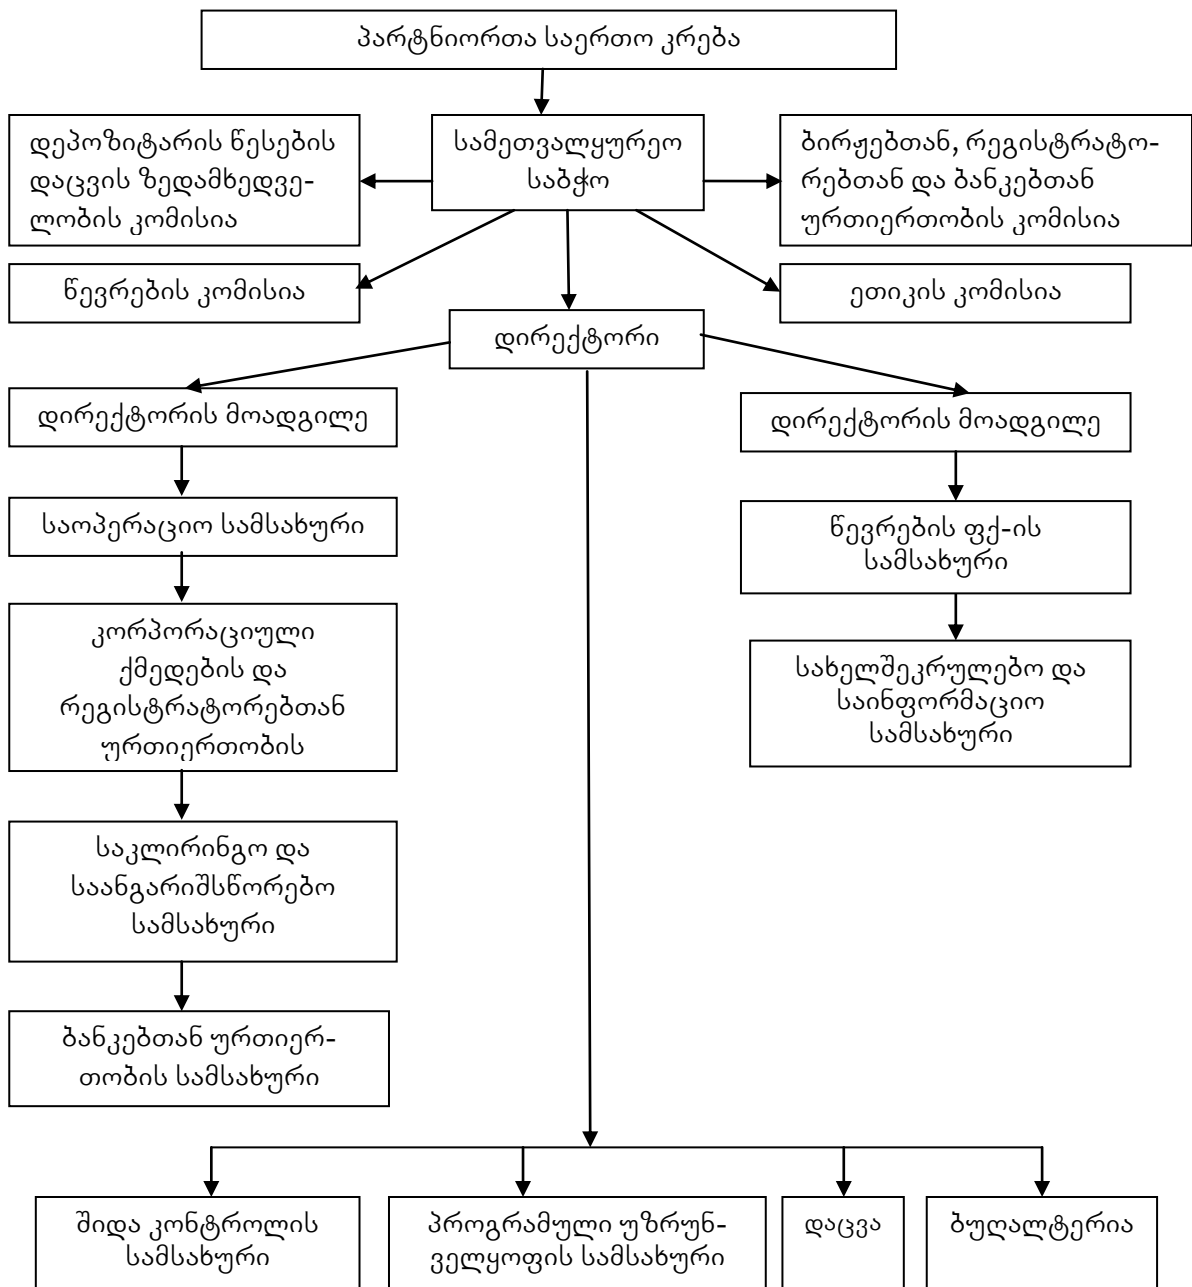 პარტნიორთა საერთო კრება
დეპოზიტარის წესების
დაცვის ზედამხედვე-
ლობის კომისია
სამეთვალყურეო
საბჭო
ბირჟებთან, რეგისტრატო-
რებთან და ბანკებთან
ურთიერთობის კომისია
წევრების კომისია
ეთიკის კომისია
დირექტორი
დირექტორის მოადგილე
დირექტორის მოადგილე
საოპერაციო სამსახური
წევრების ფქ-ის
სამსახური
კორპორაციული
ქმედების და
რეგისტრატორებთან
ურთიერთობის
სახელშეკრულებო და
საინფორმაციო
სამსახური
საკლირინგო და
საანგარიშსწორებო
სამსახური
ბანკებთან ურთიერ-
თობის სამსახური
შიდა კონტროლის
სამსახური
პროგრამული უზრუნ-
ველყოფის სამსახური
დაცვა
ბუღალტერია